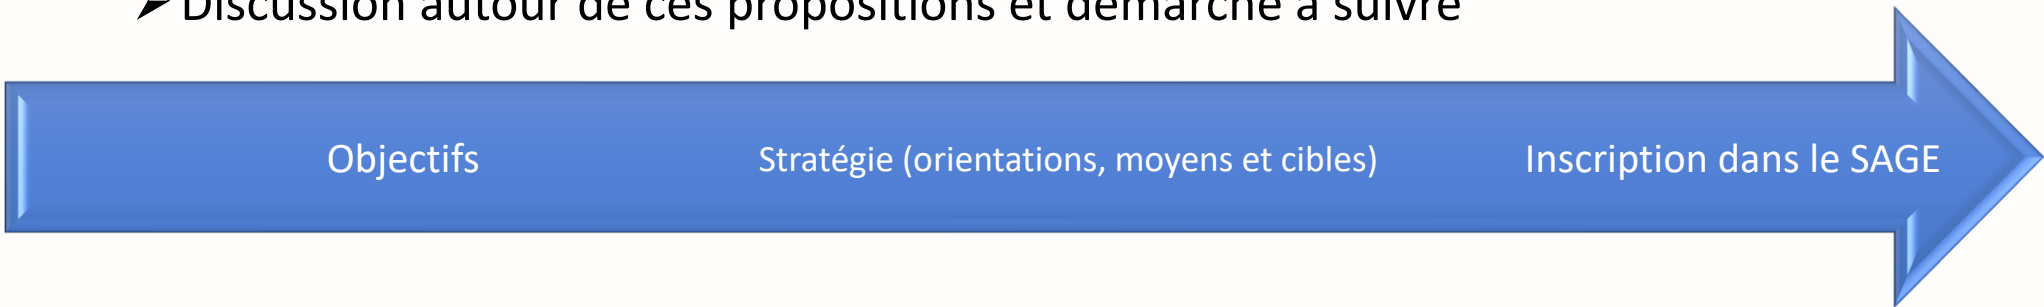 ➤Discussion autour de ces propositions et démarche à suivre
Objectifs Stratégie (orientations, moyens et cibles) Inscription dans le SAGE